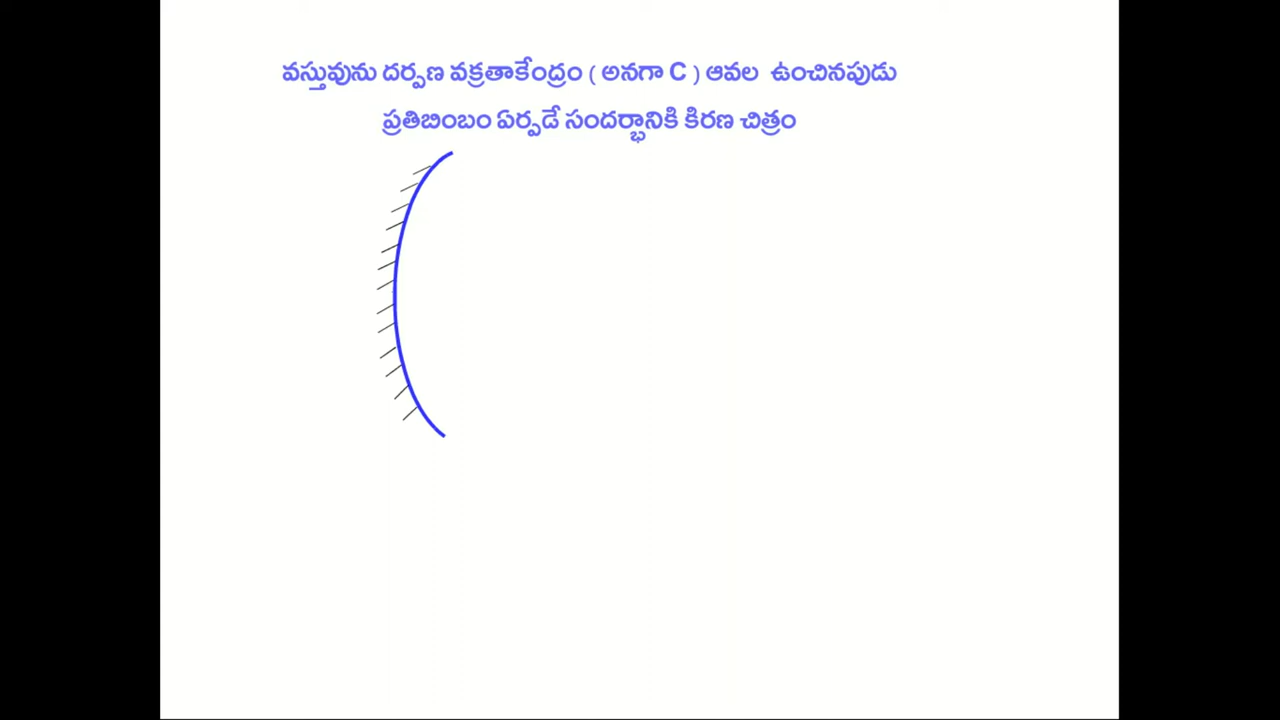 వస్తువును దర్పణ వక్రతాకేంద్రం ( అనగా C ) ఆవల ఉంచినపుడు
ప్రతిబింబం ఏర్పడే సందర్భానికి కిరణ చిత్రం